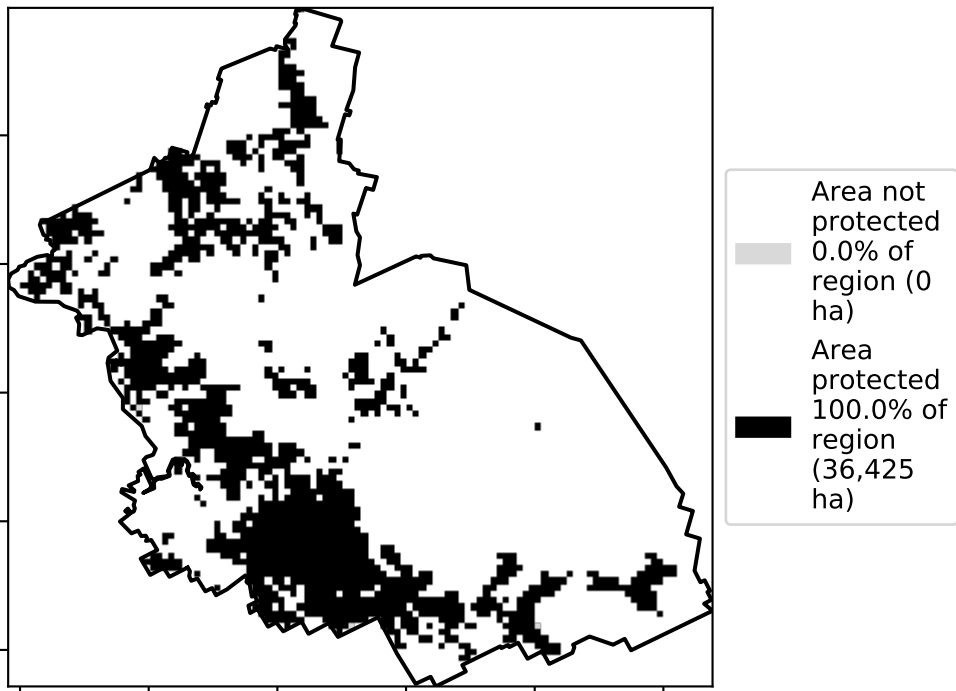 Area not
protected
0.0% of
region (0
ha)
Area
protected
100.0% of
region
(36,425
ha)